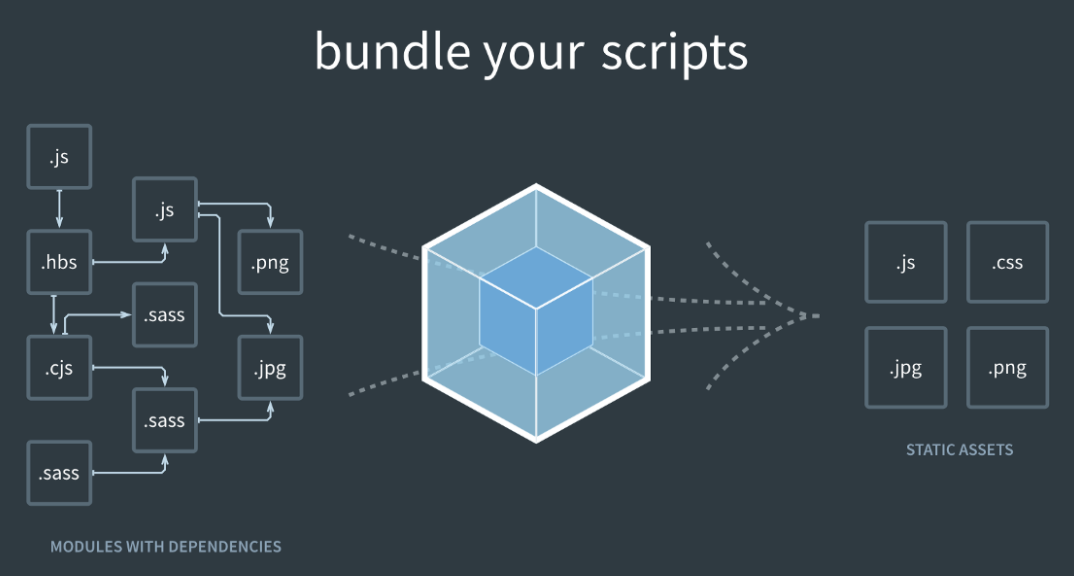 bundle your scripts
.js
.js
.hbs
.png
.sass
.cjs
.jpg
.sass
.sass
MODULES WITH DEPENDENCIES
.js
.css
.jpg
.png
STATIC ASSETS